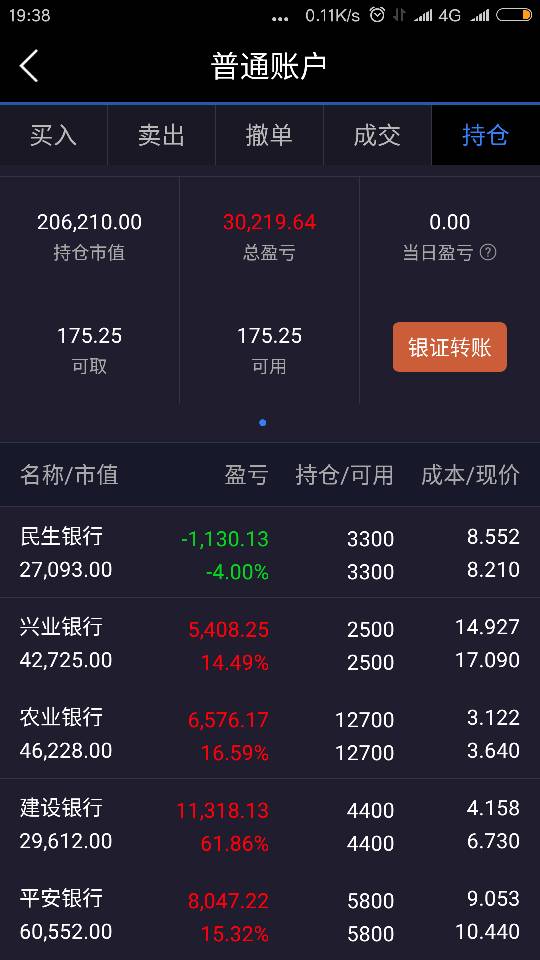 19:38 ... 0.11K/s 4G
普通账户
买入 卖出 撤单 成交 持仓
206,210.00 30,219.64 0.00
持仓市值 总盈亏 当日盈亏 ?
175.25 175.25 银证转账
可取 可用
名称/市值 盈亏 持仓/可用 成本/现价
民生银行 -1,130.13 3300 8.552
27,093.00 -4.00% 3300 8.210
兴业银行 5,408.25 2500 14.927
42,725.00 14.49% 2500 17.090
农业银行 6,576.17 12700 3.122
46,228.00 16.59% 12700 3.640
建设银行 11,318.13 4400 4.158
29,612.00 61.86% 4400 6.730
平安银行 8,047.22 5800 9.053
60,552.00 15.32% 5800 10.440